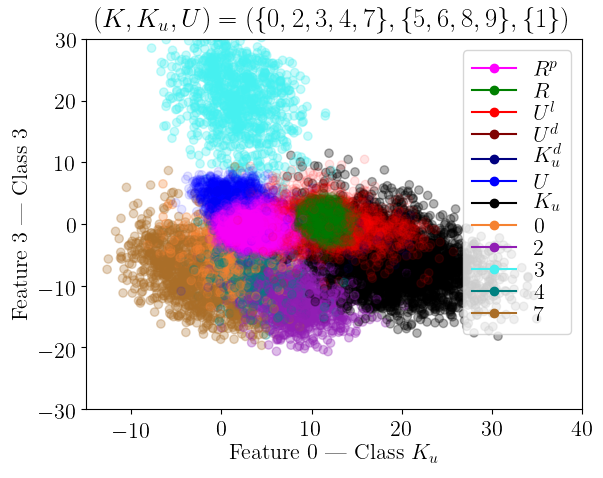 (K, K_u, U) = ({0, 2, 3, 4, 7}, {5, 6, 8, 9}, {1})
30
20
10
0
−10
−20
−30
Feature 3 — Class 3
R^p
R
U^l
U^d
K_u^d
U
K_u
0
2
3
4
7
−10 0 10 20 30 40
Feature 0 — Class K_u